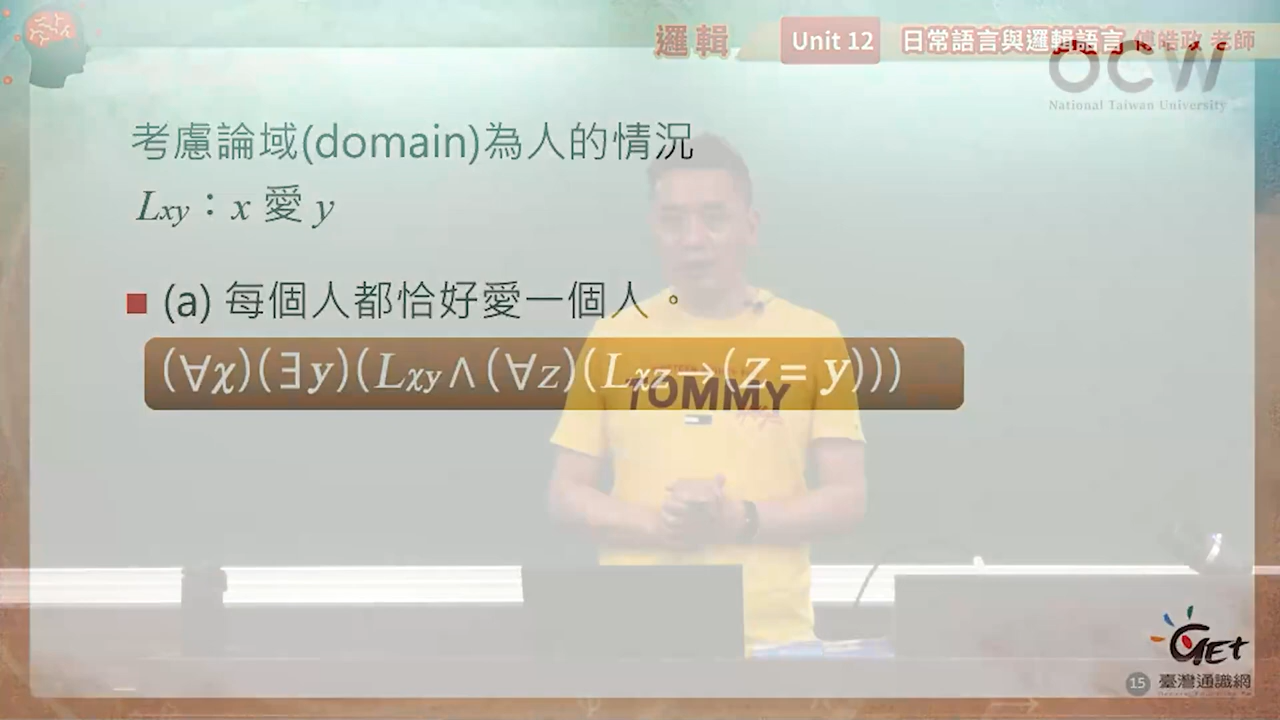 邏輯 Unit 12 日常語言與邏輯語言 傅皓政 老師
OCW
National Taiwan University
考慮論域(domain)為人的情況
Lxy：x 愛 y
(a) 每個人都恰好愛一個人。
(∀x)(∃y)(Lxy∧(∀z)(Lxz→(z = y)))
TOMMY
GET
15 臺灣通識網